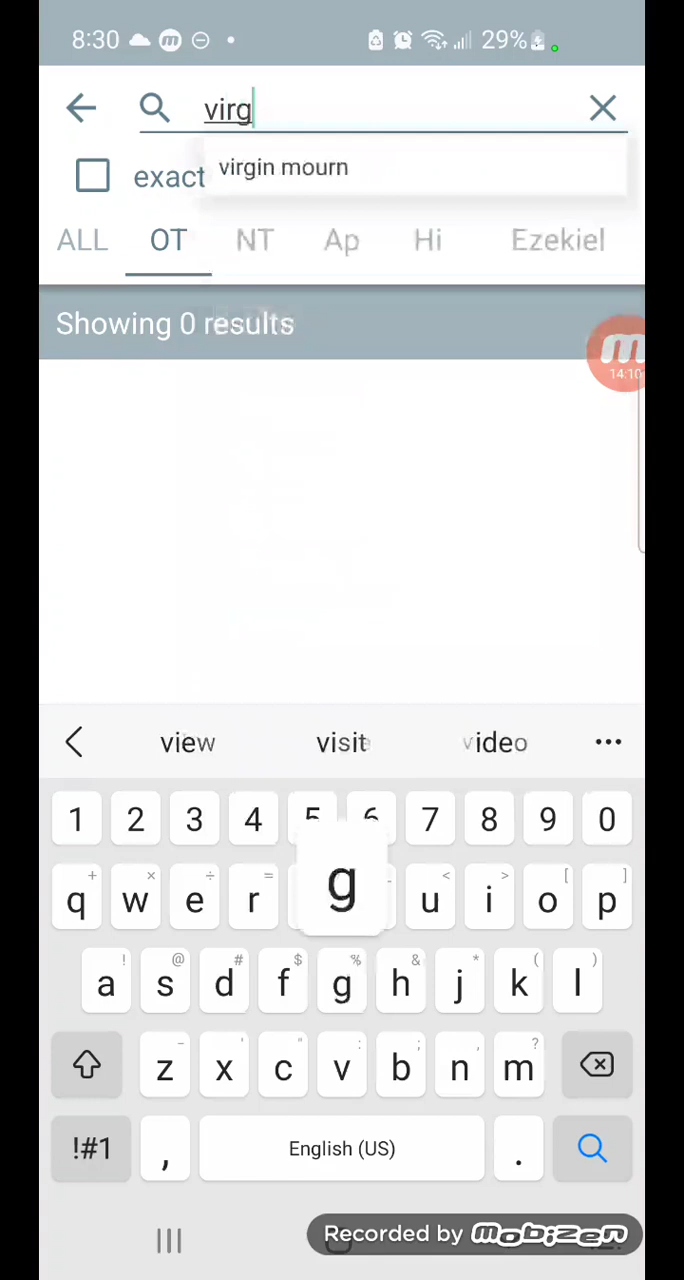 8:30 29%
virg
exact virgin mourn
ALL OT NT Ap Hi Ezekiel
Showing 0 results
14:10
view visit video
1 2 3 4 5 6 7 8 9 0
q w e r g u i o p
a s d f g h j k l
z x c v b n m
!#1 , English (US) .
Recorded by mobizen